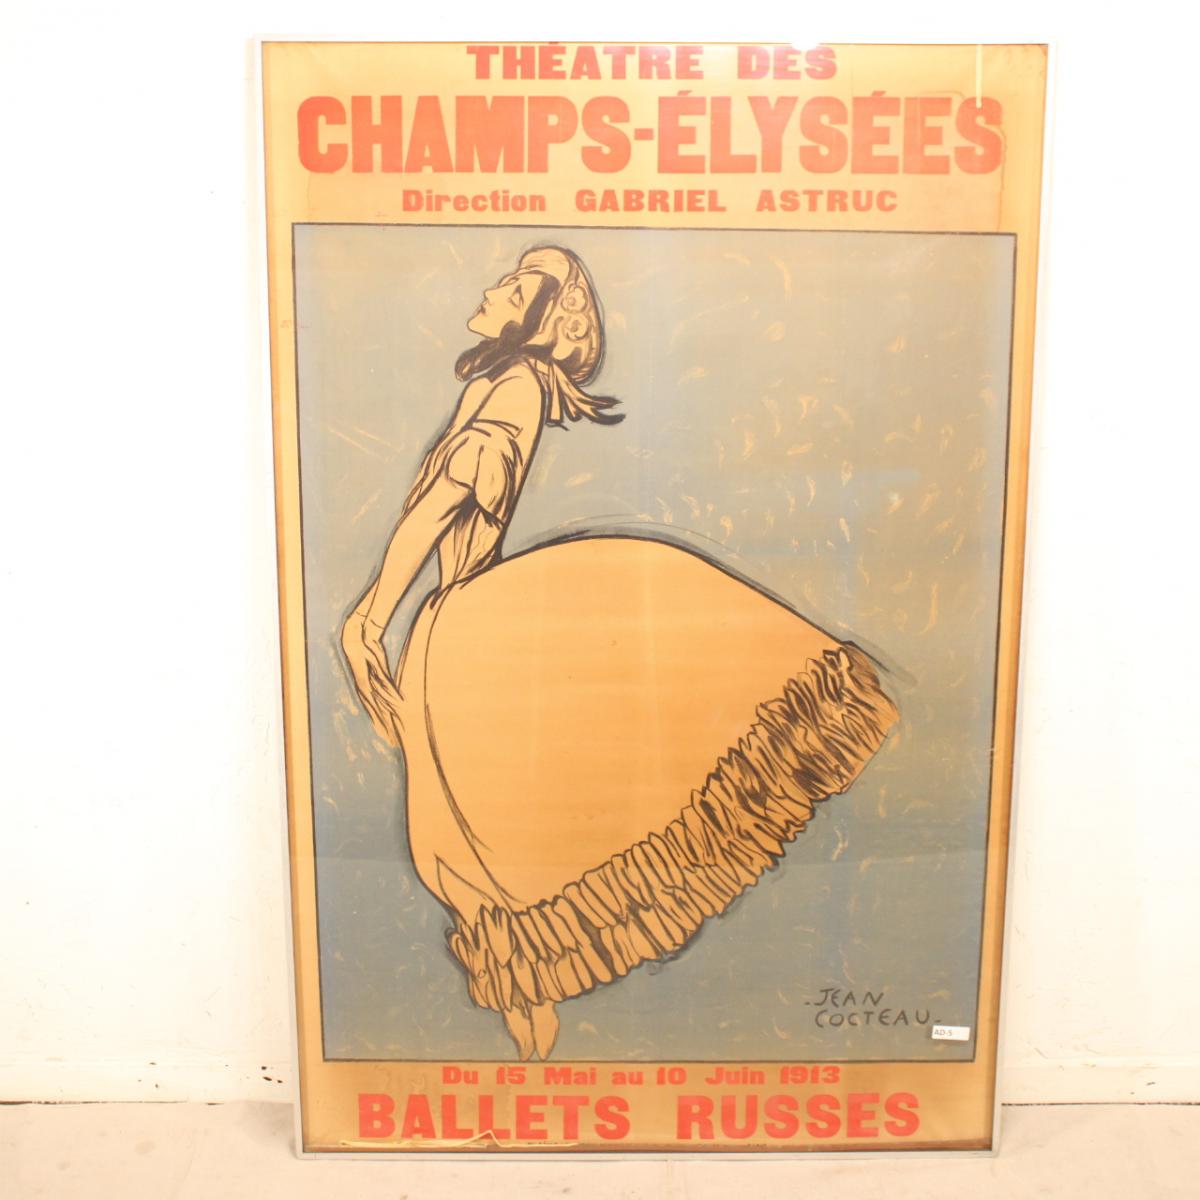 THÉATRE DES
CHAMPS-ÉLYSÉES
Direction GABRIEL ASTRUC
-JEAN
COCTEAU-
AD-5
Du 15 Mai au 10 Juin 1913
BALLETS RUSSES